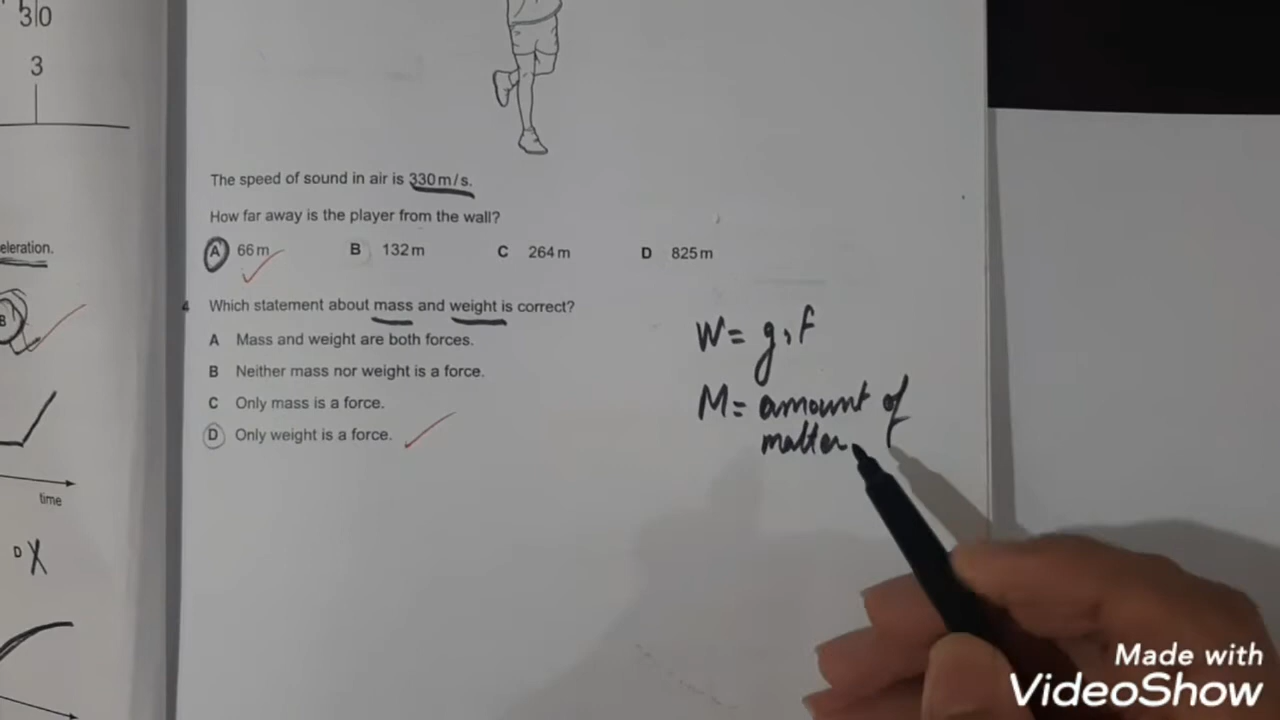 3|0
3
eleration.
B
time
D X
The speed of sound in air is 330 m/s.
How far away is the player from the wall?
A 66 m B 132 m C 264 m D 825 m
4 Which statement about mass and weight is correct?
A Mass and weight are both forces.
B Neither mass nor weight is a force.
C Only mass is a force.
D Only weight is a force.
W = g, f
M = amount of
matter
Made with
VideoShow